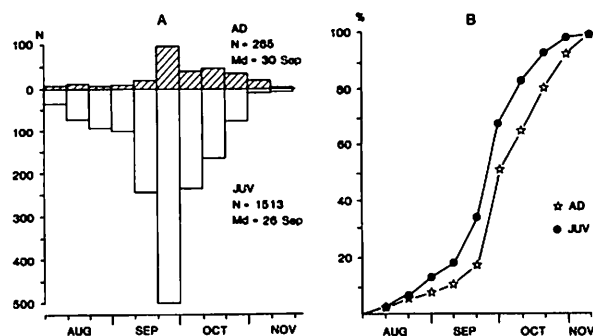 A
N
AD
N = 265
Md = 30 Sep
100
0
100
200
300
400
500
JUV
N = 1513
Md = 26 Sep
AUG SEP OCT NOV
B
%
100
80
60
40
20
AD
JUV
AUG SEP OCT NOV